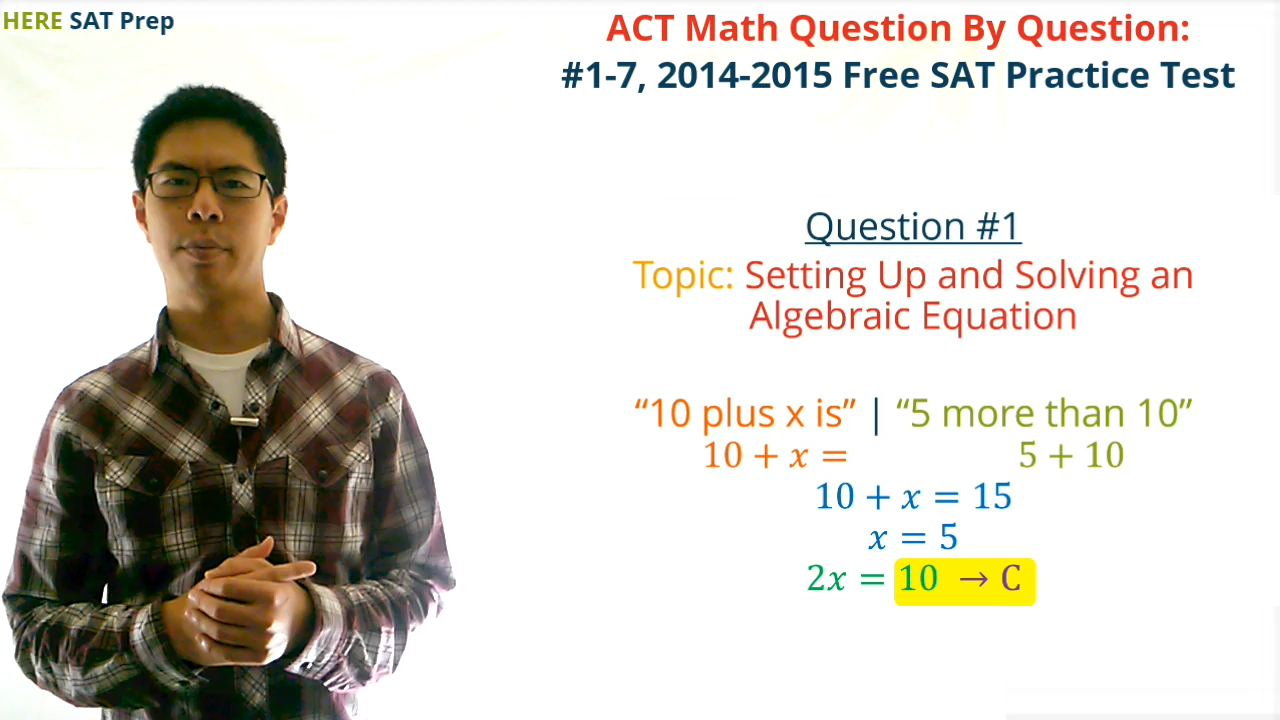 HERE SAT Prep
ACT Math Question By Question:
#1-7, 2014-2015 Free SAT Practice Test
Question #1
Topic: Setting Up and Solving an
Algebraic Equation
“10 plus x is” | “5 more than 10”
10 + x = 5 + 10
10 + x = 15
x = 5
2x = 10 → C